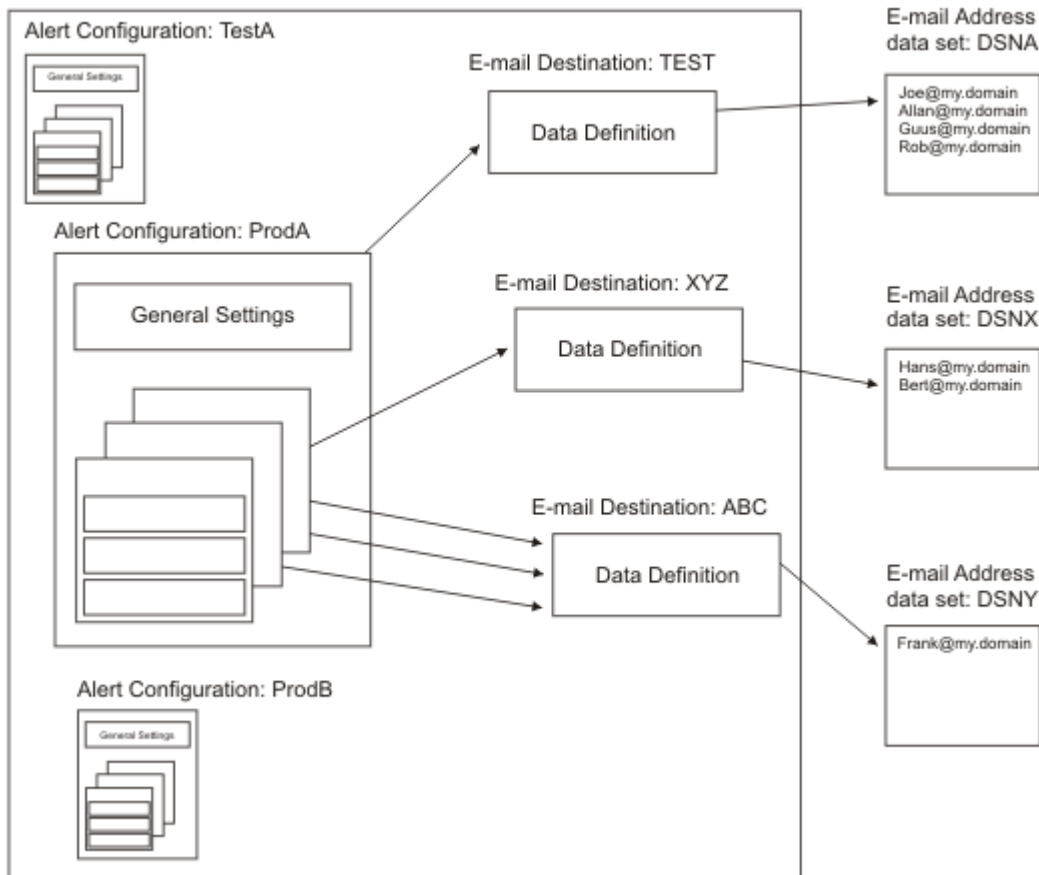 Alert Configuration: TestA
General Settings
E-mail Destination: TEST
Data Definition
E-mail Address
data set: DSNA
Joe@my.domain
Allan@my.domain
Guus@my.domain
Rob@my.domain
Alert Configuration: ProdA
General Settings
E-mail Destination: XYZ
Data Definition
E-mail Address
data set: DSNX
Hans@my.domain
Bert@my.domain
E-mail Destination: ABC
Data Definition
E-mail Address
data set: DSNY
Frank@my.domain
Alert Configuration: ProdB
General Settings